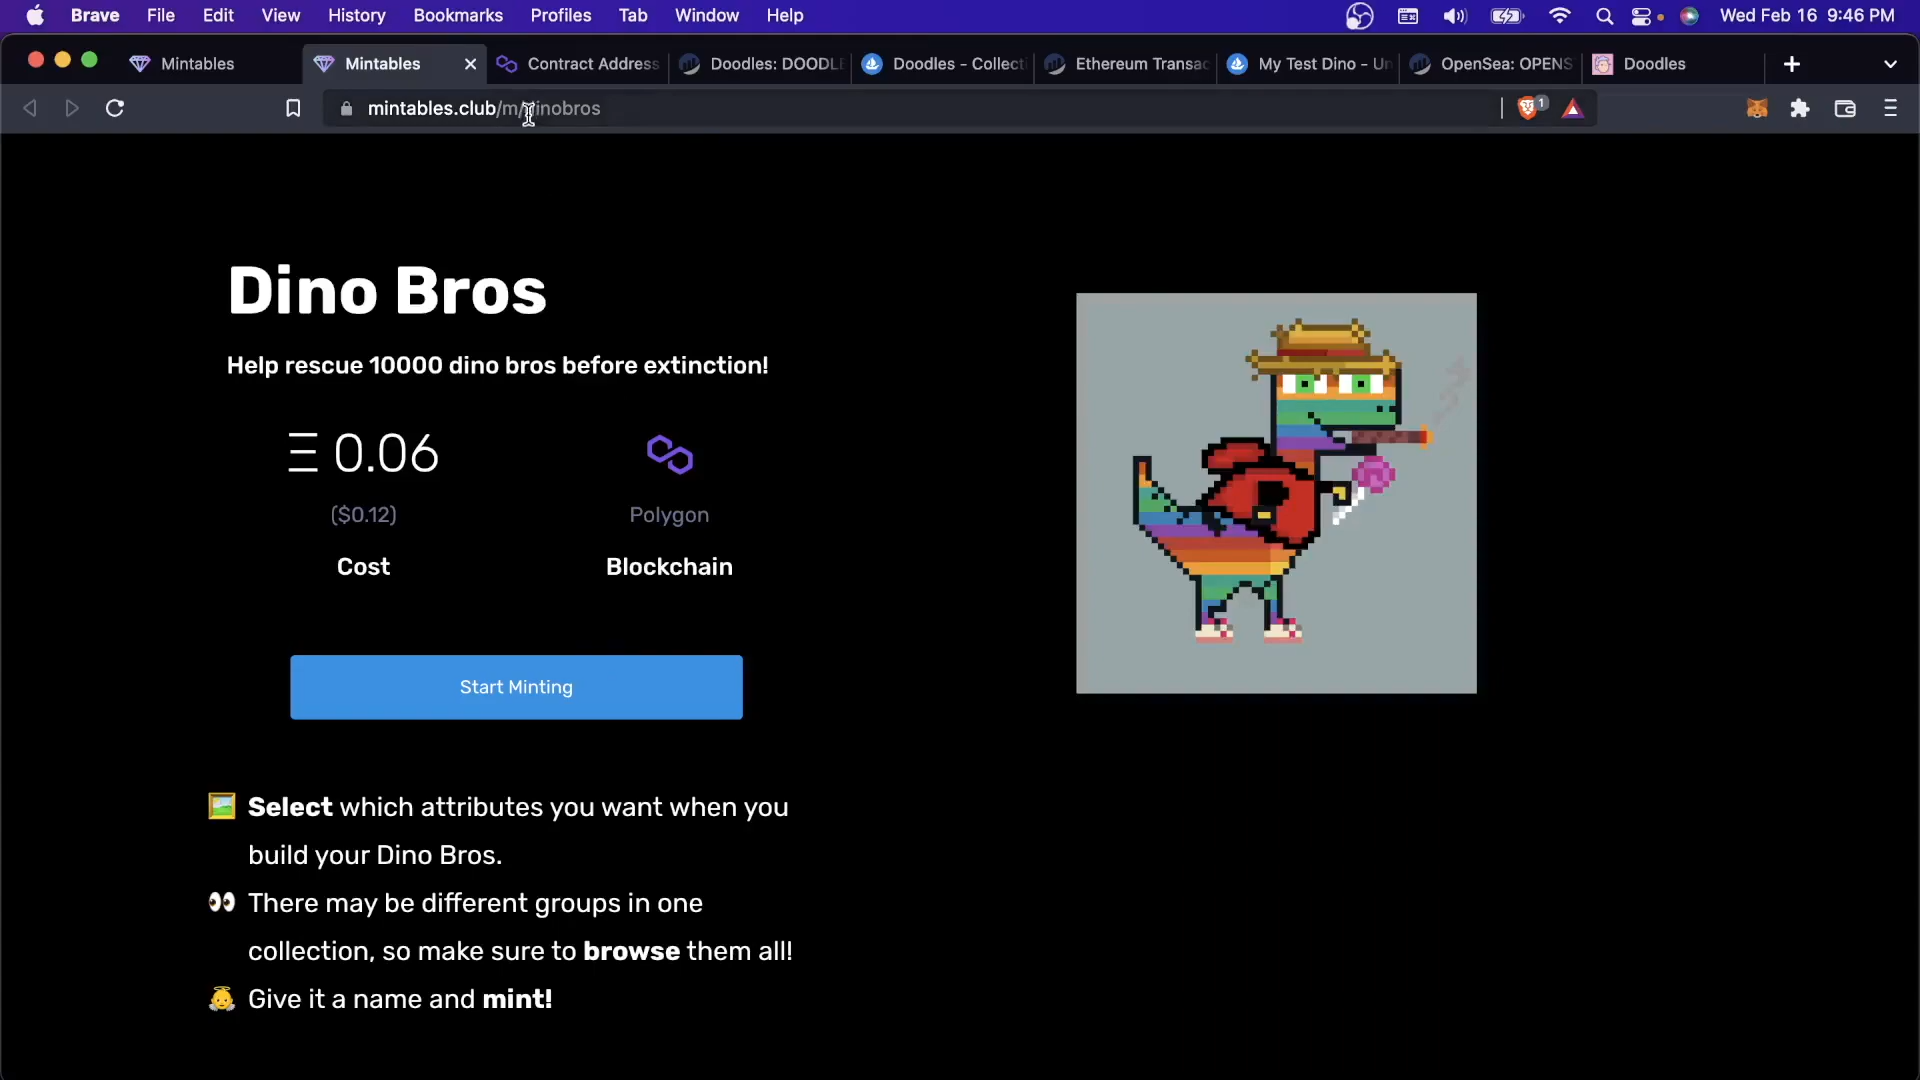 Brave File Edit View History Bookmarks Profiles Tab Window Help Wed Feb 16 9:46 PM
Mintables Mintables Contract Address Doodles: DOODLE Doodles - Collecti Ethereum Transac My Test Dino - Un OpenSea: OPENS Doodles
mintables.club/m/dinobros 1
Dino Bros
Help rescue 10000 dino bros before extinction!
Ξ 0.06
($0.12) Polygon
Cost Blockchain
Start Minting
Select which attributes you want when you
build your Dino Bros.
There may be different groups in one
collection, so make sure to browse them all!
Give it a name and mint!